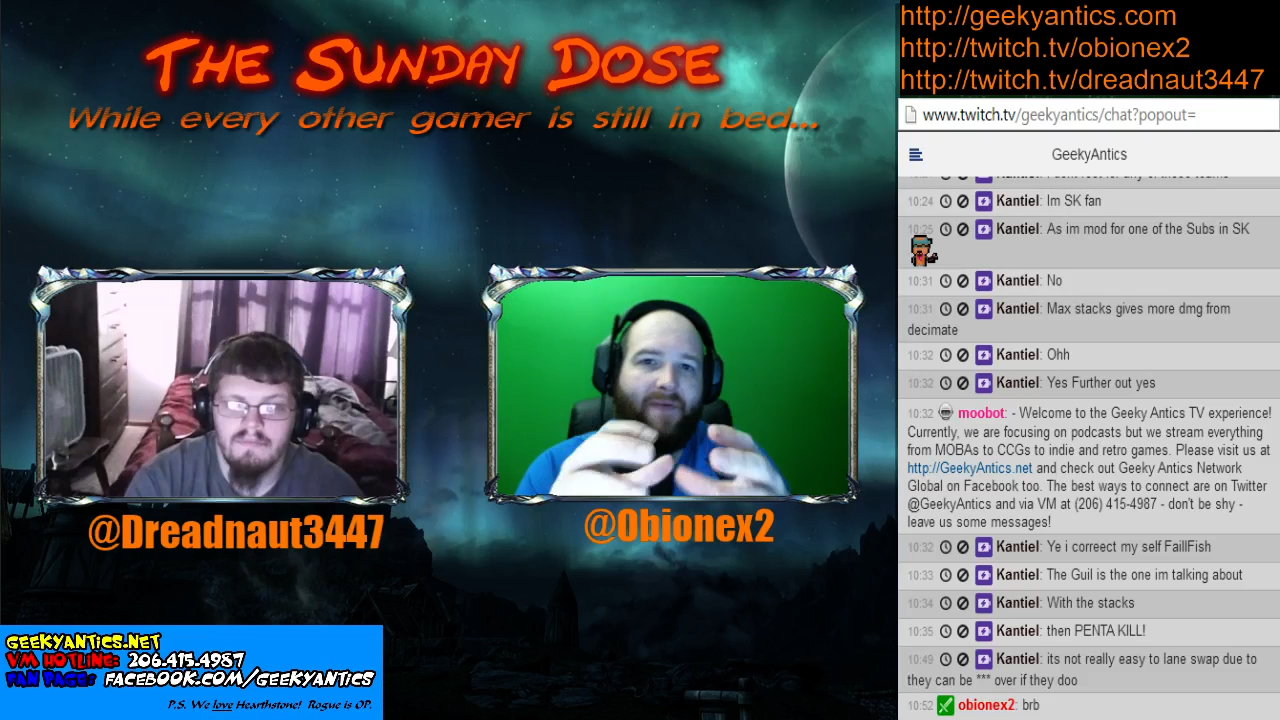 The Sunday Dose
While every other gamer is still in bed...
@Dreadnaut3447
@Obionex2
GEEKYANTICS.NET
VM HOTLINE: 206.415.4987
FAN PAGE: FACEBOOK.COM/GEEKYANTICS
P.S. We love Hearthstone! Rogue is OP.
http://geekyantics.com
http://twitch.tv/obionex2
http://twitch.tv/dreadnaut3447
www.twitch.tv/geekyantics/chat?popout=
GeekyAntics
10:24 Kantiel: Im SK fan
10:25 Kantiel: As im mod for one of the Subs in SK
10:31 Kantiel: No
10:31 Kantiel: Max stacks gives more dmg from
decimate
10:32 Kantiel: Ohh
10:32 Kantiel: Yes Further out yes
10:32 moobot: - Welcome to the Geeky Antics TV experience!
Currently, we are focusing on podcasts but we stream everything
from MOBAs to CCGs to indie and retro games. Please visit us at
http://GeekyAntics.net and check out Geeky Antics Network
Global on Facebook too. The best ways to connect are on Twitter
@GeekyAntics and via VM at (206) 415-4987 - don't be shy -
leave us some messages!
10:32 Kantiel: Ye i correect my self FaillFish
10:33 Kantiel: The Guil is the one im talking about
10:34 Kantiel: With the stacks
10:35 Kantiel: then PENTA KILL!
10:49 Kantiel: its not really easy to lane swap due to
they can be *** over if they doo
10:52 obionex2: brb